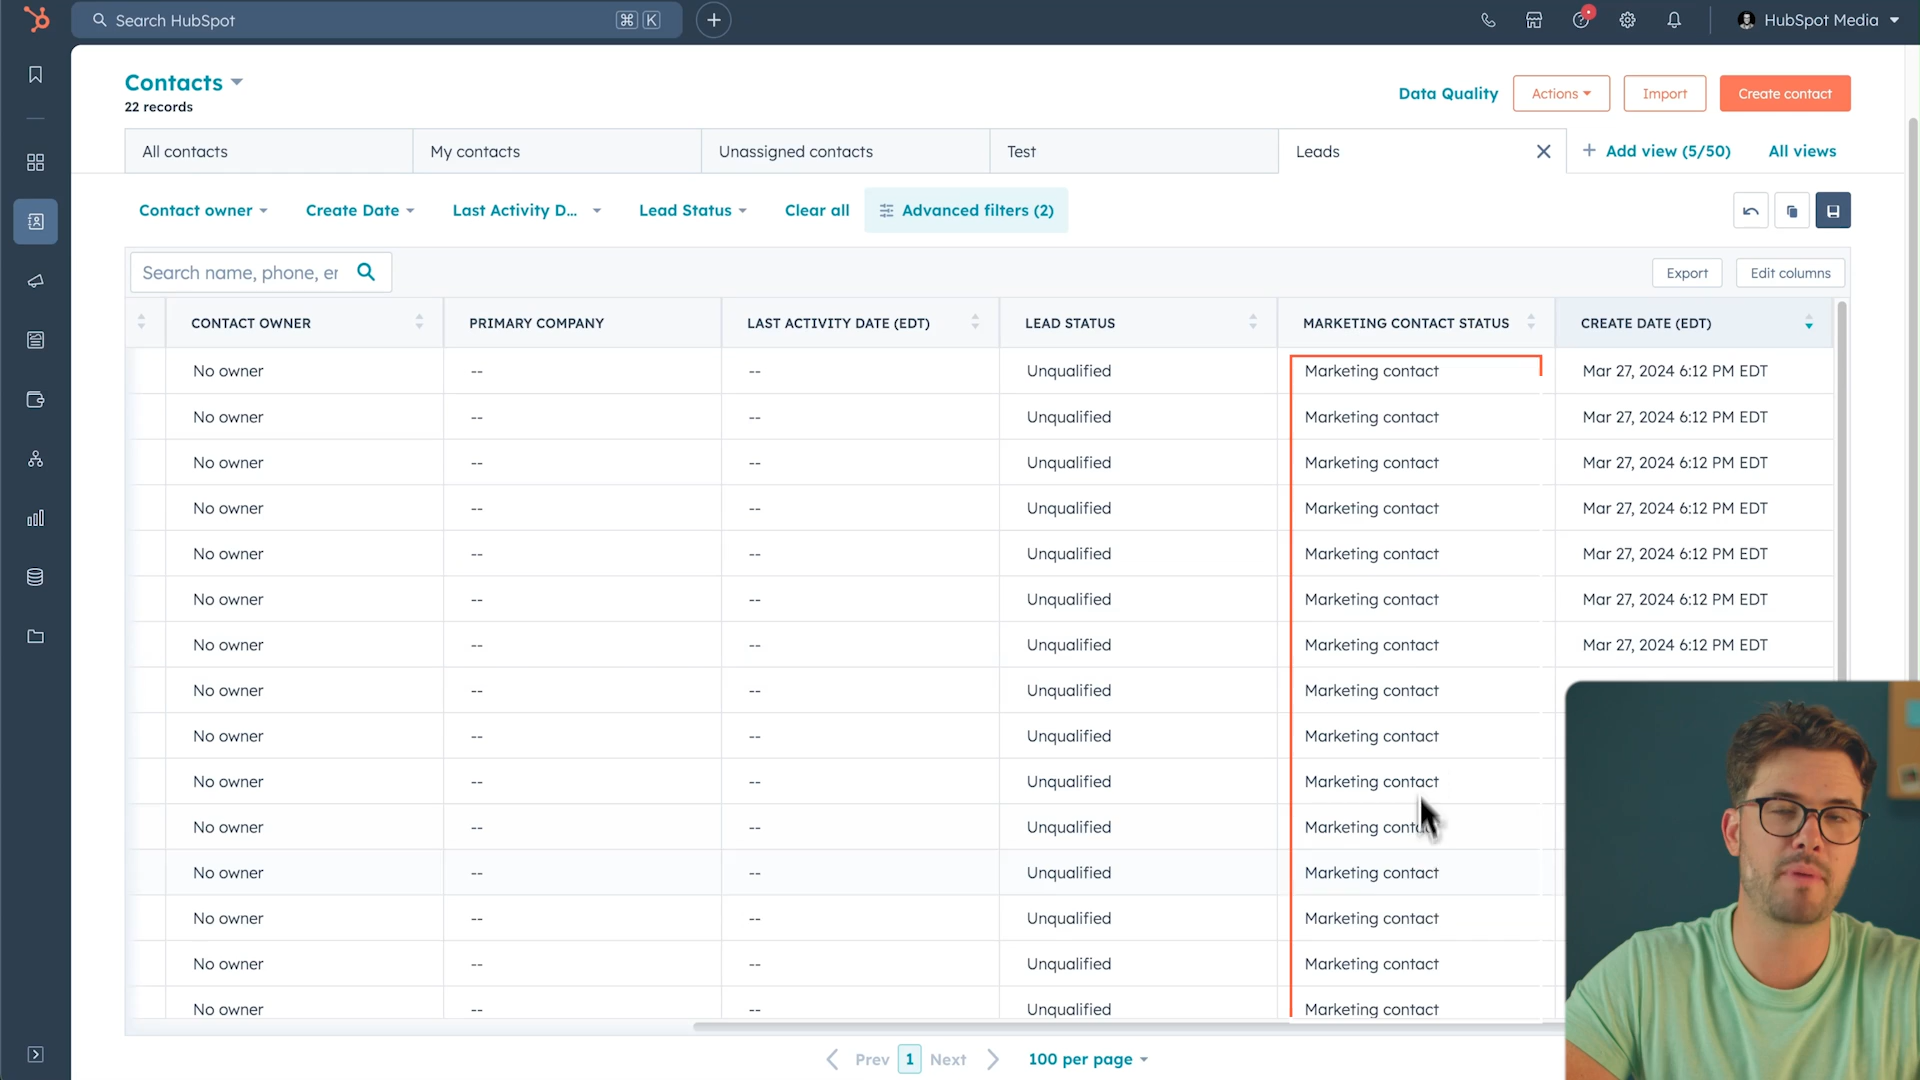 Search HubSpot ⌘ K
HubSpot Media
Contacts
22 records
Data Quality Actions Import Create contact
All contacts My contacts Unassigned contacts Test Leads + Add view (5/50) All views
Contact owner Create Date Last Activity D... Lead Status Clear all Advanced filters (2)
Search name, phone, er Export Edit columns
CONTACT OWNER PRIMARY COMPANY LAST ACTIVITY DATE (EDT) LEAD STATUS MARKETING CONTACT STATUS CREATE DATE (EDT)
No owner -- -- Unqualified Marketing contact Mar 27, 2024 6:12 PM EDT
No owner -- -- Unqualified Marketing contact Mar 27, 2024 6:12 PM EDT
No owner -- -- Unqualified Marketing contact Mar 27, 2024 6:12 PM EDT
No owner -- -- Unqualified Marketing contact Mar 27, 2024 6:12 PM EDT
No owner -- -- Unqualified Marketing contact Mar 27, 2024 6:12 PM EDT
No owner -- -- Unqualified Marketing contact Mar 27, 2024 6:12 PM EDT
No owner -- -- Unqualified Marketing contact Mar 27, 2024 6:12 PM EDT
No owner -- -- Unqualified Marketing contact
No owner -- -- Unqualified Marketing contact
No owner -- -- Unqualified Marketing contact
No owner -- -- Unqualified Marketing contact
No owner -- -- Unqualified Marketing contact
No owner -- -- Unqualified Marketing contact
No owner -- -- Unqualified Marketing contact
No owner -- -- Unqualified Marketing contact
Prev 1 Next 100 per page